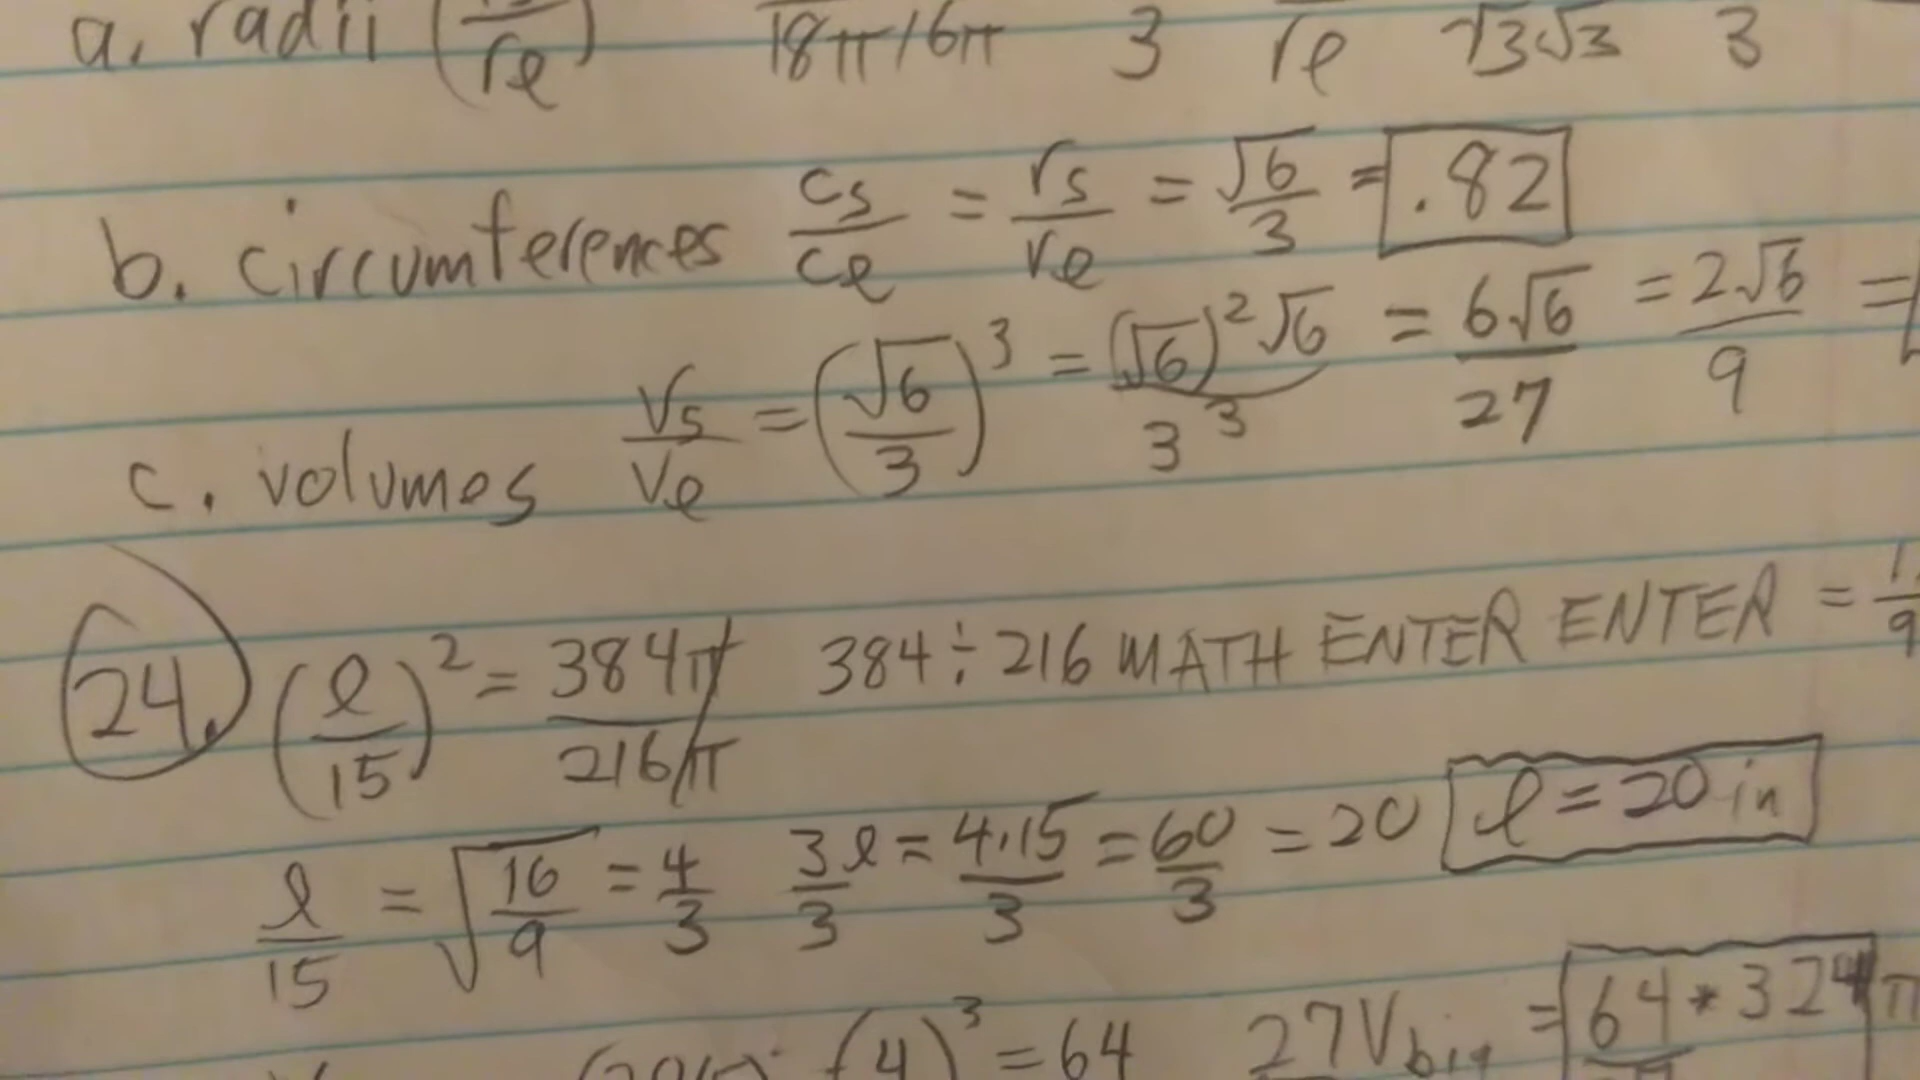 a. radii (/re) 18π/6π 3 re √3√3 3
b. circumferences cs/ce = rs/re = √6/3 = .82
c. volumes Vs/Ve = (√6/3)^3 = (√6)^2√6/3^3 = 6√6/27 = 2√6/9 =
24. (l/15)^2 = 384π/216π 384÷216 MATH ENTER ENTER =
l/15 = √16/9 = 4/3 3l/3 = 4.15/3 = 60/3 = 20 l = 20 in
(4)^3 = 64 27Vbig = 64*324π